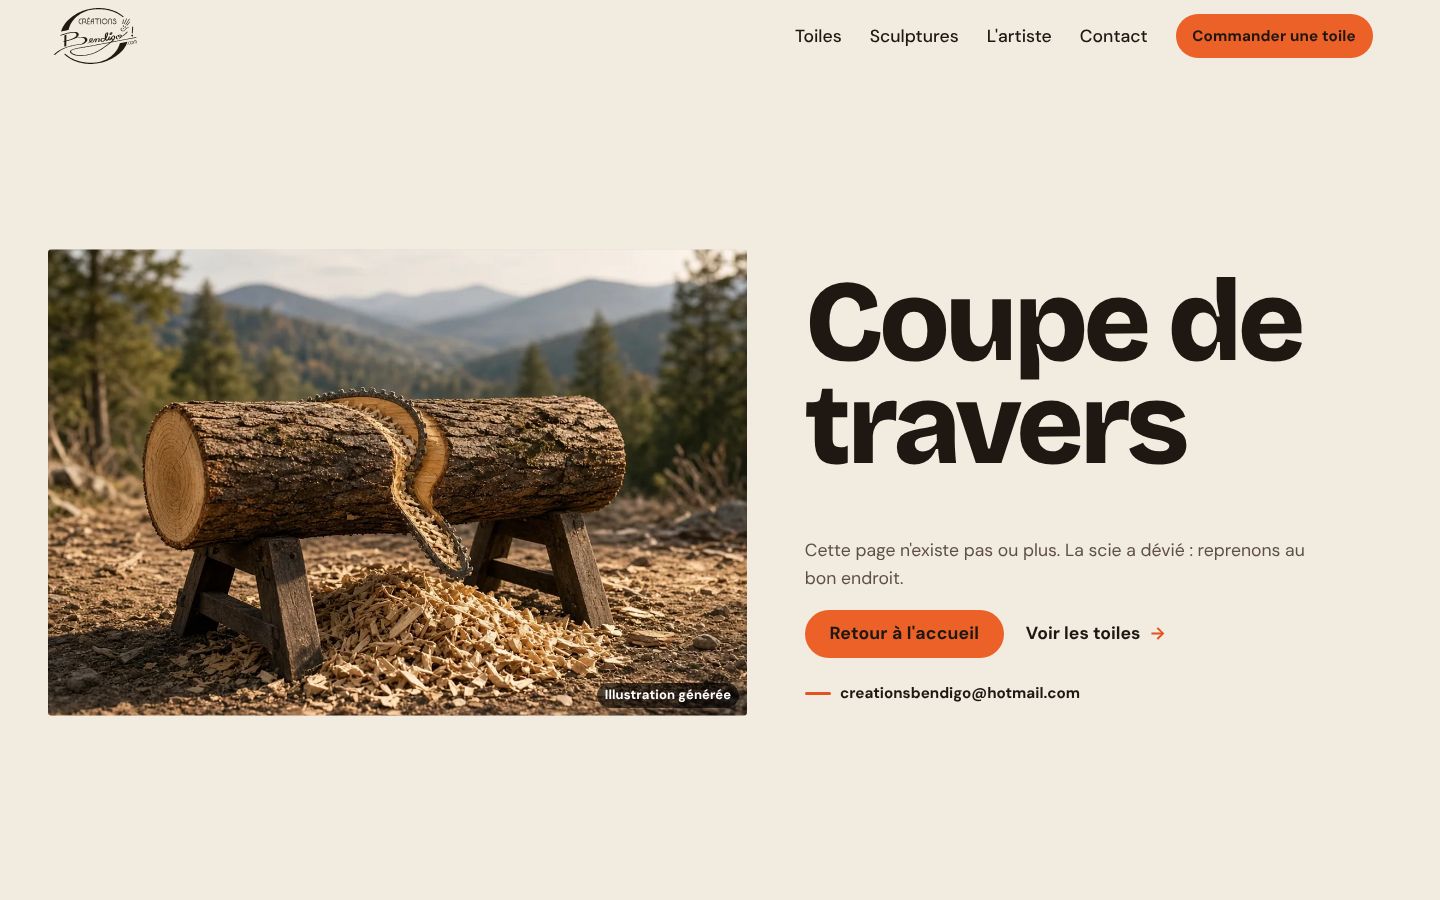 CRÉATIONS
Bendigo!
.com
Toiles
Sculptures
L'artiste
Contact
Commander une toile
Coupe de
travers
Cette page n'existe pas ou plus. La scie a dévié : reprenons au
bon endroit.
Retour à l'accueil
Voir les toiles →
Illustration générée
creationsbendigo@hotmail.com